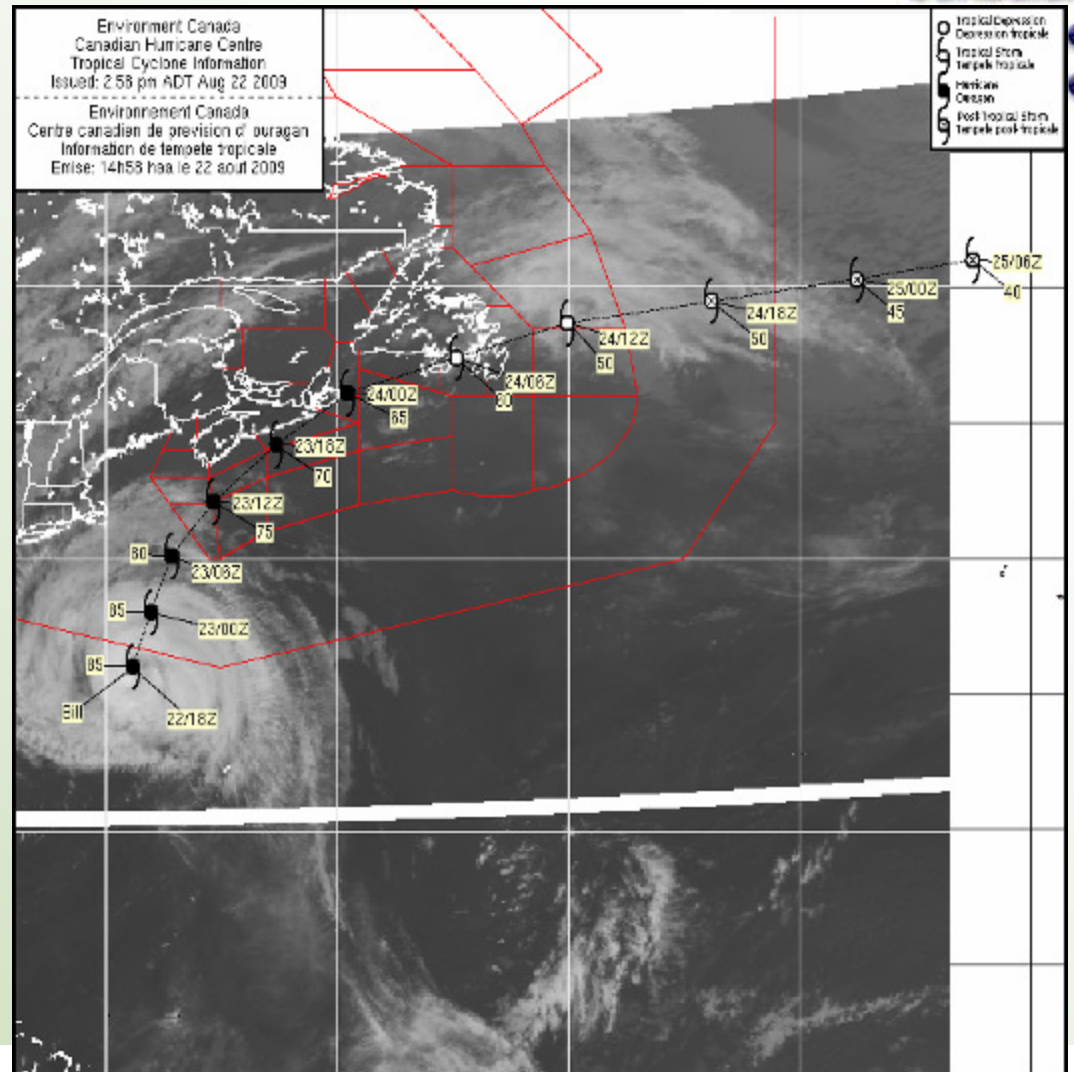 Environment Canada
Canadian Hurricane Centre
Tropical Cyclone Information
Issued: 2:58 pm ADT Aug 22 2009
Environnement Canada
Centre canadien de prevision d ouragan
Information de tempete tropicale
Emise: 14h58 haa le 22 aout 2009
Tropical Depression
Depression tropicale
Tropical Storm
Tempete tropicale
Hurricane
Ouragan
Post-Tropical Storm
Tempete post-tropicale
25/06Z
40
25/00Z
45
24/18Z
50
24/12Z
50
24/06Z
60
24/00Z
65
23/18Z
70
23/12Z
75
80
23/06Z
85
23/00Z
85
Bill
22/18Z